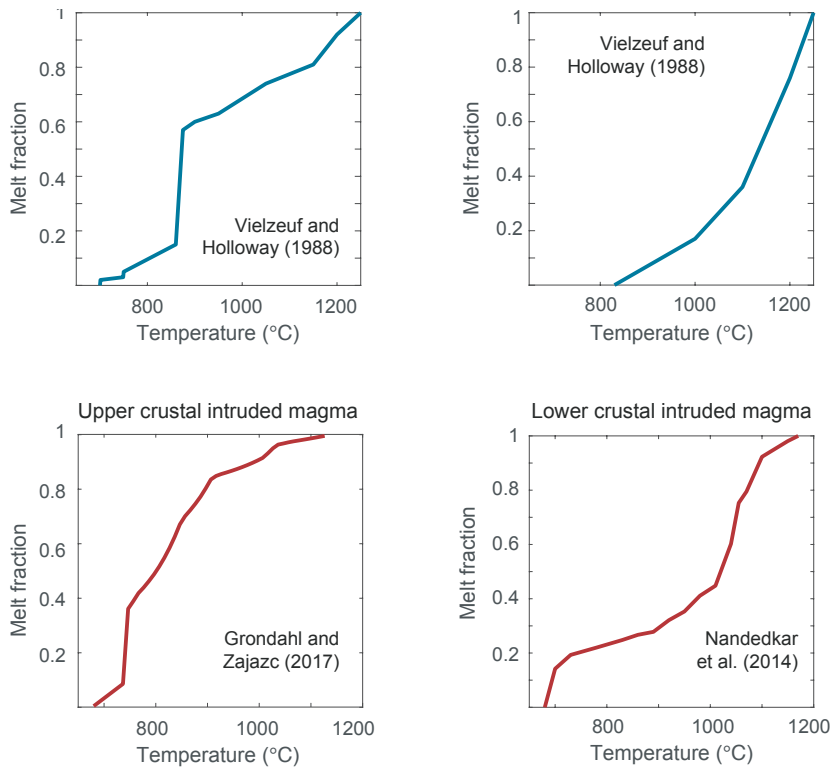 1
0.8
0.6
0.4
0.2
Melt fraction
Vielzeuf and
Holloway (1988)
800
1000
1200
Temperature (°C)
0.8
0.6
0.4
0.2
Melt fraction
Vielzeuf and
Holloway (1988)
800
1000
1200
Temperature (°C)
Upper crustal intruded magma
1
0.8
0.6
0.4
0.2
Melt fraction
Grondahl and
Zajazc (2017)
800
1000
1200
Temperature (°C)
Lower crustal intruded magma
1
0.8
0.6
0.4
0.2
Melt fraction
Nandedkar
et al. (2014)
800
1000
1200
Temperature (°C)